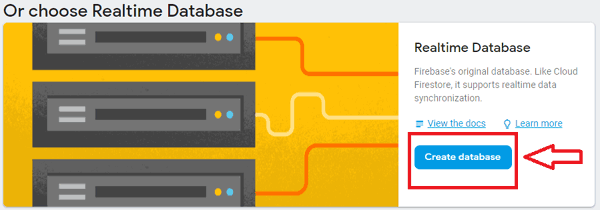 Or choose Realtime Database
Realtime Database
Firebase's original database. Like Cloud
Firestore, it supports realtime data
synchronization.
View the docs Learn more
Create database